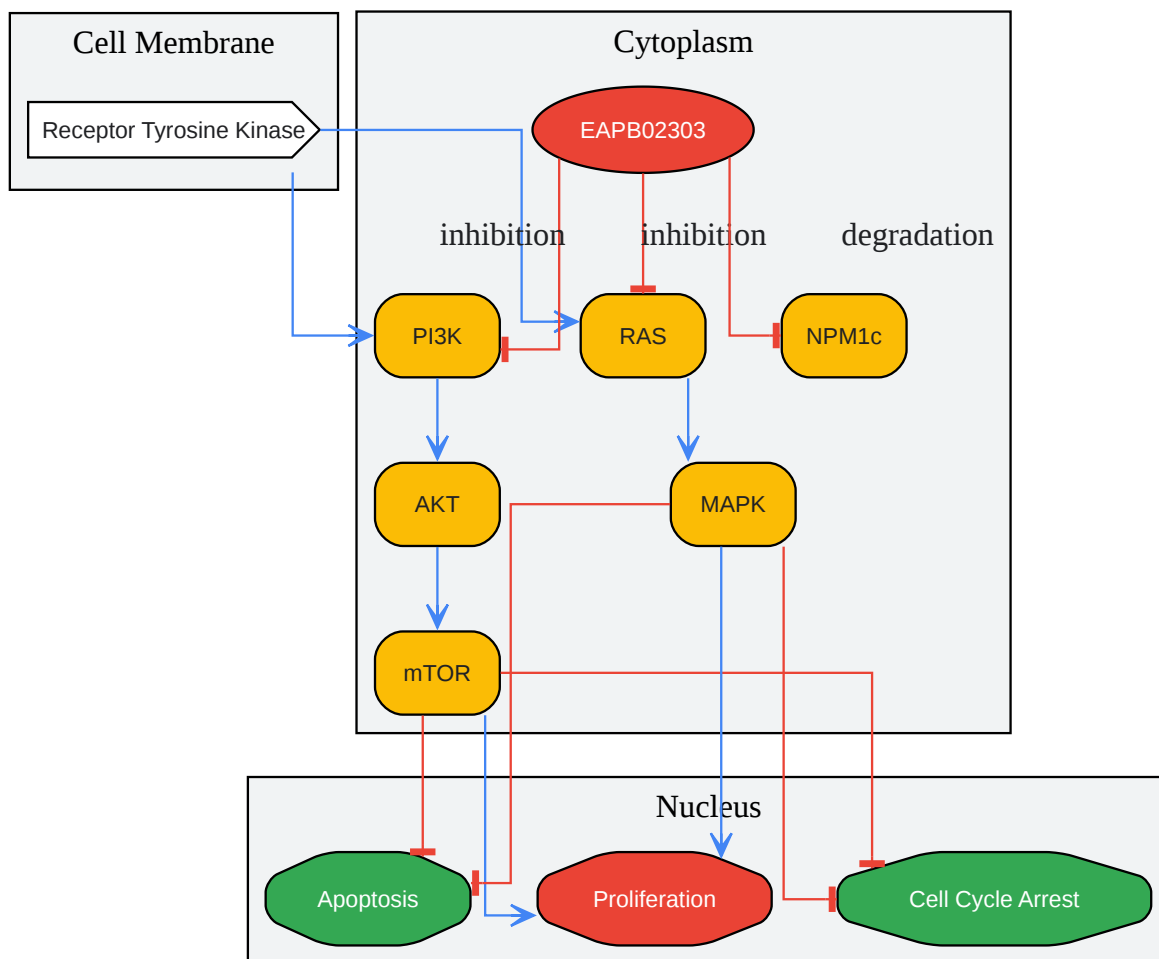 Cell Membrane
Cytoplasm
Receptor Tyrosine Kinase
EAPB02303
inhibition
inhibition
degradation
PI3K
RAS
NPM1c
AKT
MAPK
mTOR
Nucleus
Apoptosis
Proliferation
Cell Cycle Arrest